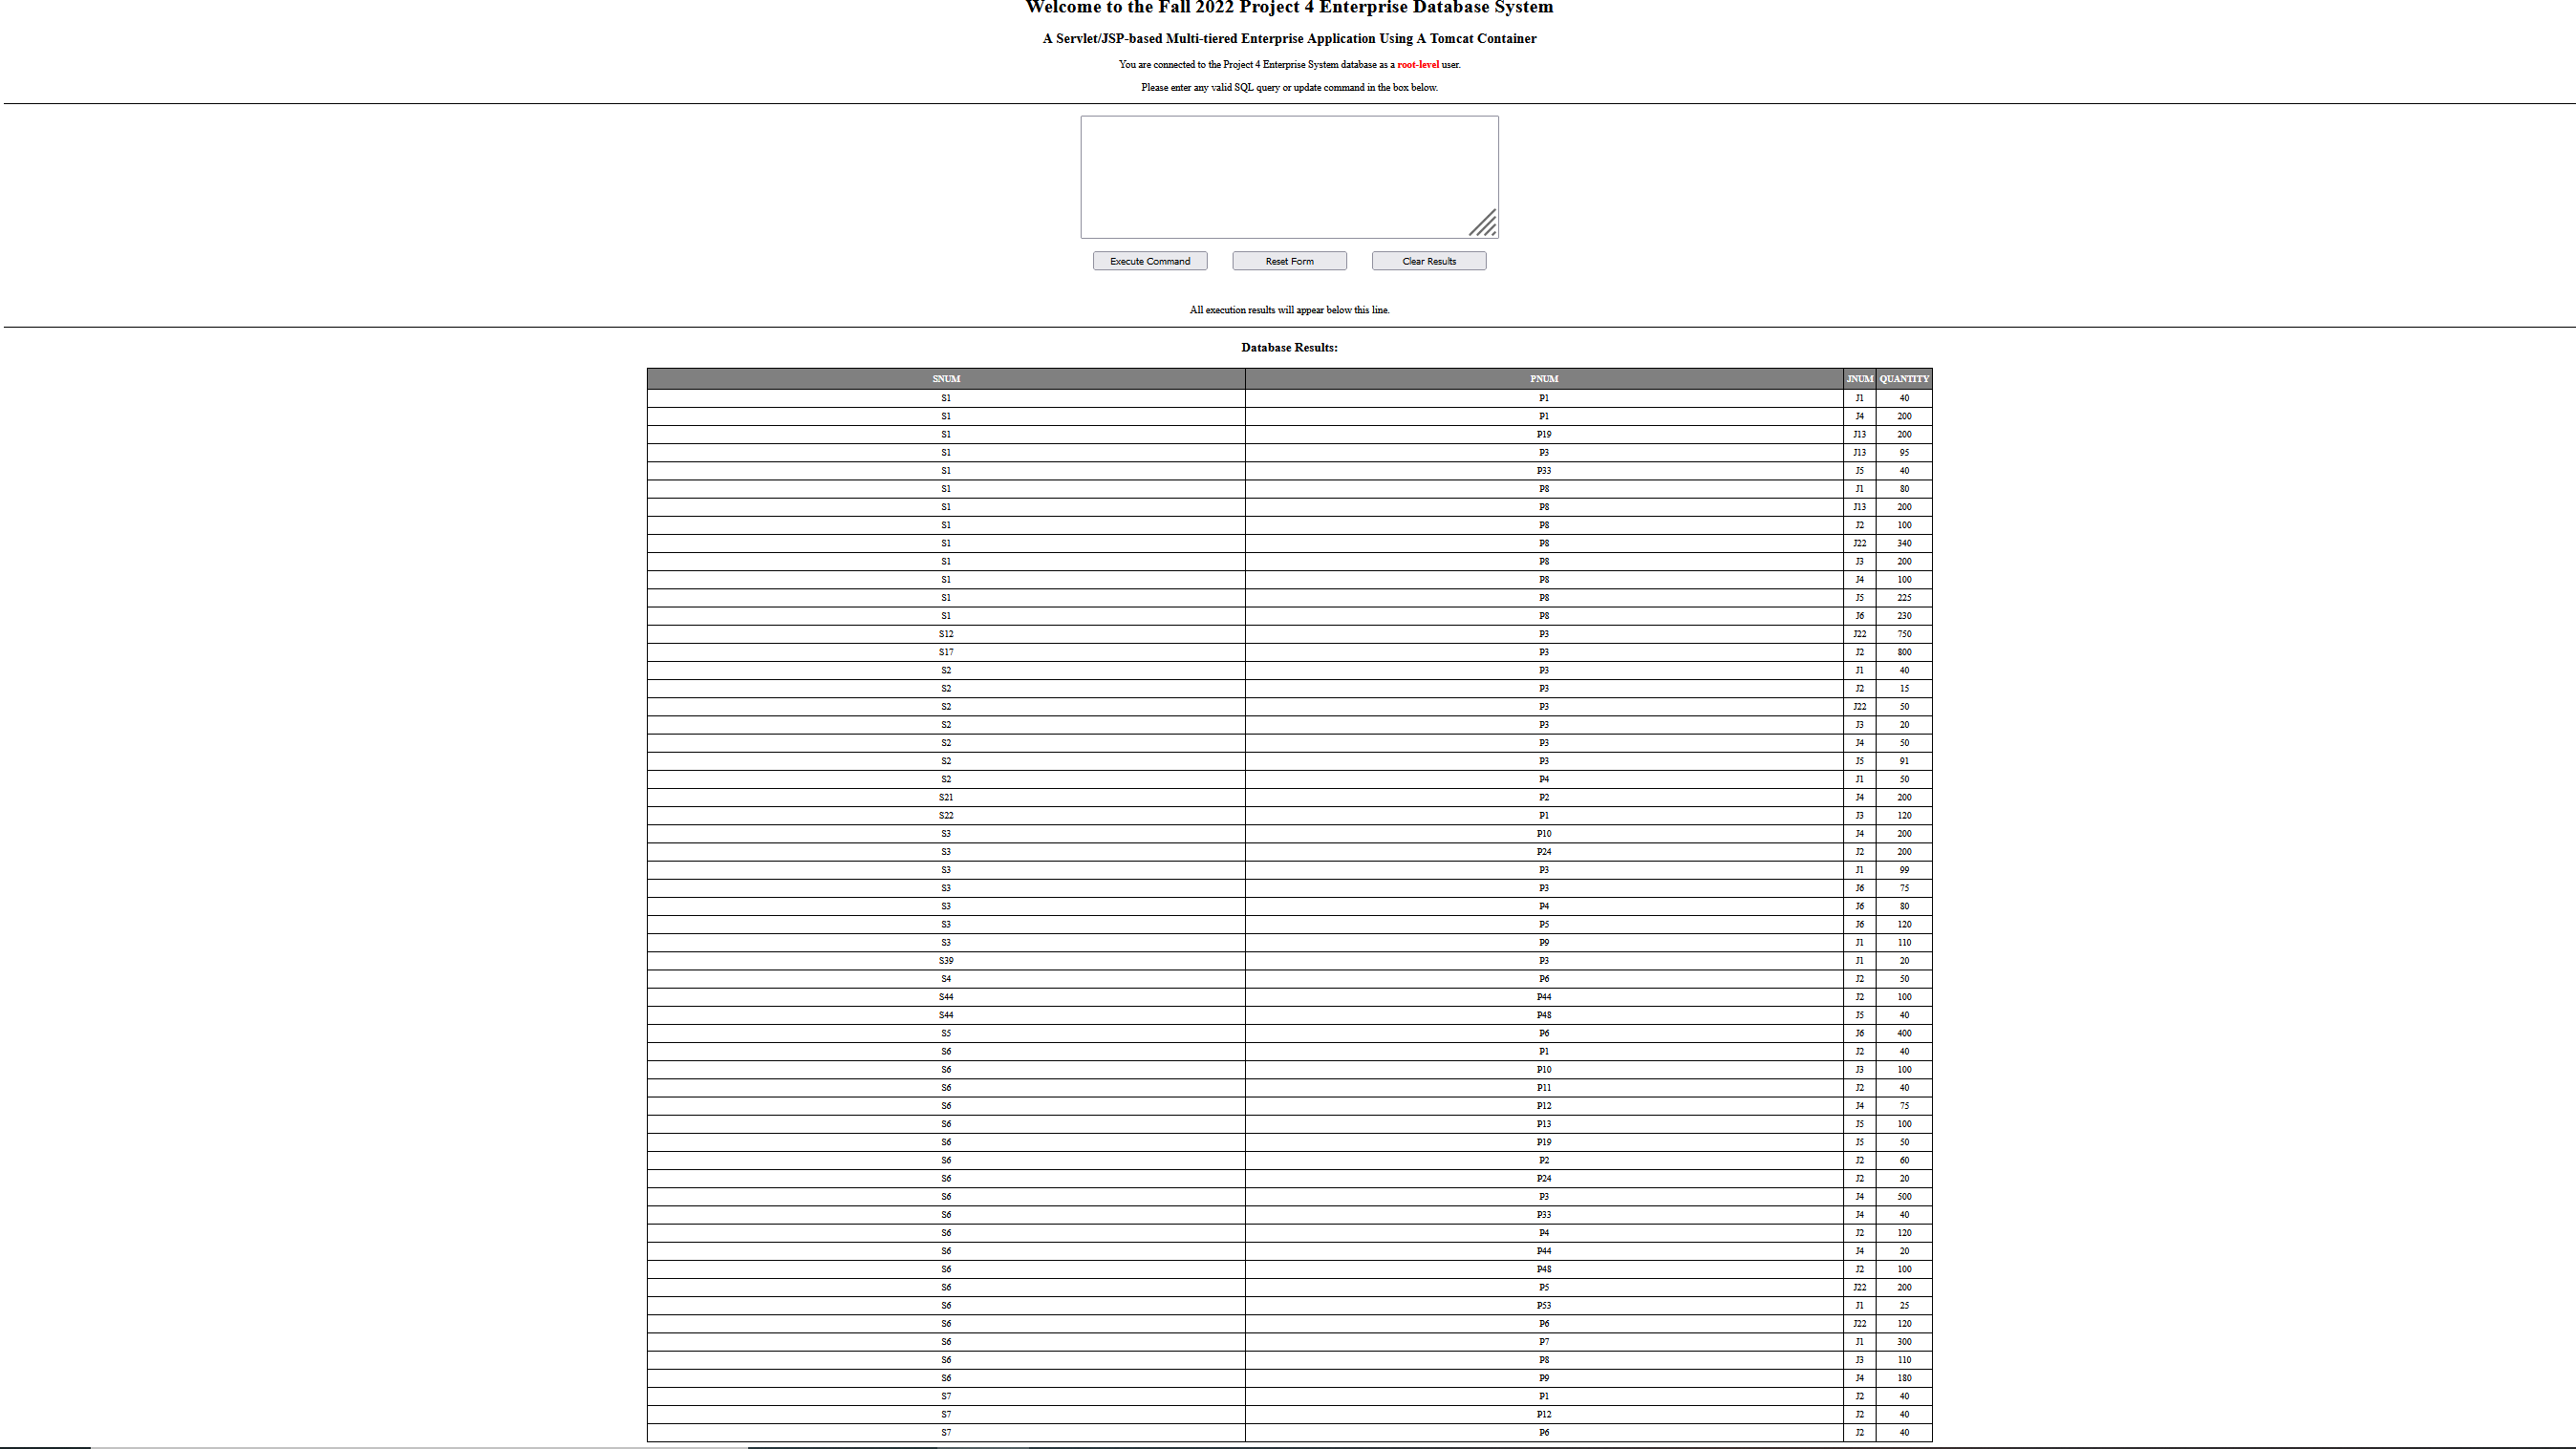 Welcome to the Fall 2022 Project 4 Enterprise Database System
A Servlet/JSP-based Multi-tiered Enterprise Application Using A Tomcat Container
You are connected to the Project 4 Enterprise System database as a root-level user.
Please enter any valid SQL query or update command in the box below.
Execute Command Reset Form Clear Results
All execution results will appear below this line.
Database Results:
SNUM PNUM JNUM QUANTITY
S1 P1 J1 40
S1 P1 J4 200
S1 P19 J13 200
S1 P3 J13 95
S1 P33 J5 40
S1 P8 J1 80
S1 P8 J13 200
S1 P8 J2 100
S1 P8 J22 340
S1 P8 J3 200
S1 P8 J4 100
S1 P8 J5 225
S1 P8 J6 230
S12 P3 J22 750
S17 P3 J2 800
S2 P3 J1 40
S2 P3 J2 15
S2 P3 J22 50
S2 P3 J3 20
S2 P3 J4 50
S2 P3 J5 91
S2 P4 J1 50
S21 P2 J4 200
S22 P1 J3 120
S3 P10 J4 200
S3 P24 J2 200
S3 P3 J1 99
S3 P3 J6 75
S3 P4 J6 80
S3 P5 J6 120
S3 P9 J1 110
S39 P3 J1 20
S4 P6 J2 50
S44 P44 J2 100
S44 P48 J5 40
S5 P6 J6 400
S6 P1 J2 40
S6 P10 J3 100
S6 P11 J2 40
S6 P12 J4 75
S6 P13 J5 100
S6 P19 J5 50
S6 P2 J2 60
S6 P24 J2 20
S6 P3 J4 500
S6 P33 J4 40
S6 P4 J2 120
S6 P44 J4 20
S6 P48 J2 100
S6 P5 J22 200
S6 P53 J1 25
S6 P6 J22 120
S6 P7 J1 300
S6 P8 J3 110
S6 P9 J4 180
S7 P1 J2 40
S7 P12 J2 40
S7 P6 J2 40